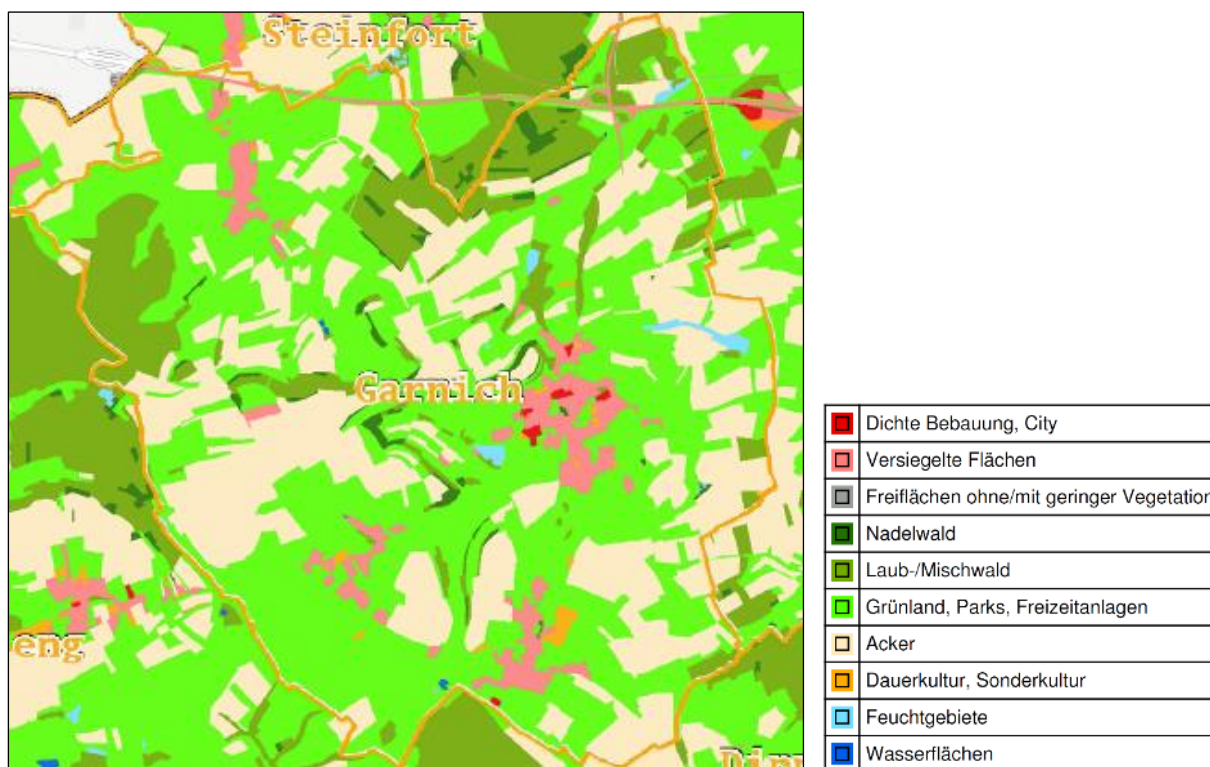 Steinfort
Garnich
eng
Dipp
Dichte Bebauung, City
Versiegelte Flächen
Freiflächen ohne/mit geringer Vegetation
Nadelwald
Laub-/Mischwald
Grünland, Parks, Freizeitanlagen
Acker
Dauerkultur, Sonderkultur
Feuchtgebiete
Wasserflächen